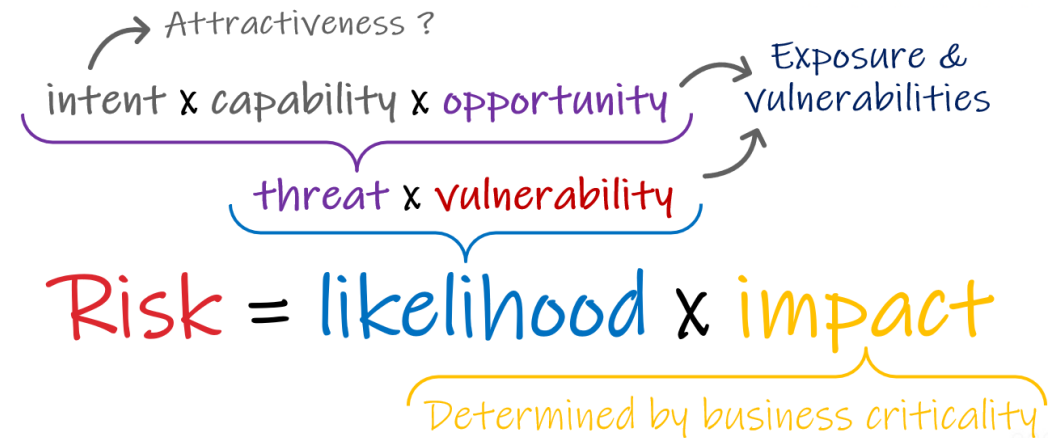 Attractiveness ?
intent x capability x opportunity
Exposure &
vulnerabilities
threat x vulnerability
Risk = likelihood x impact
Determined by business criticality